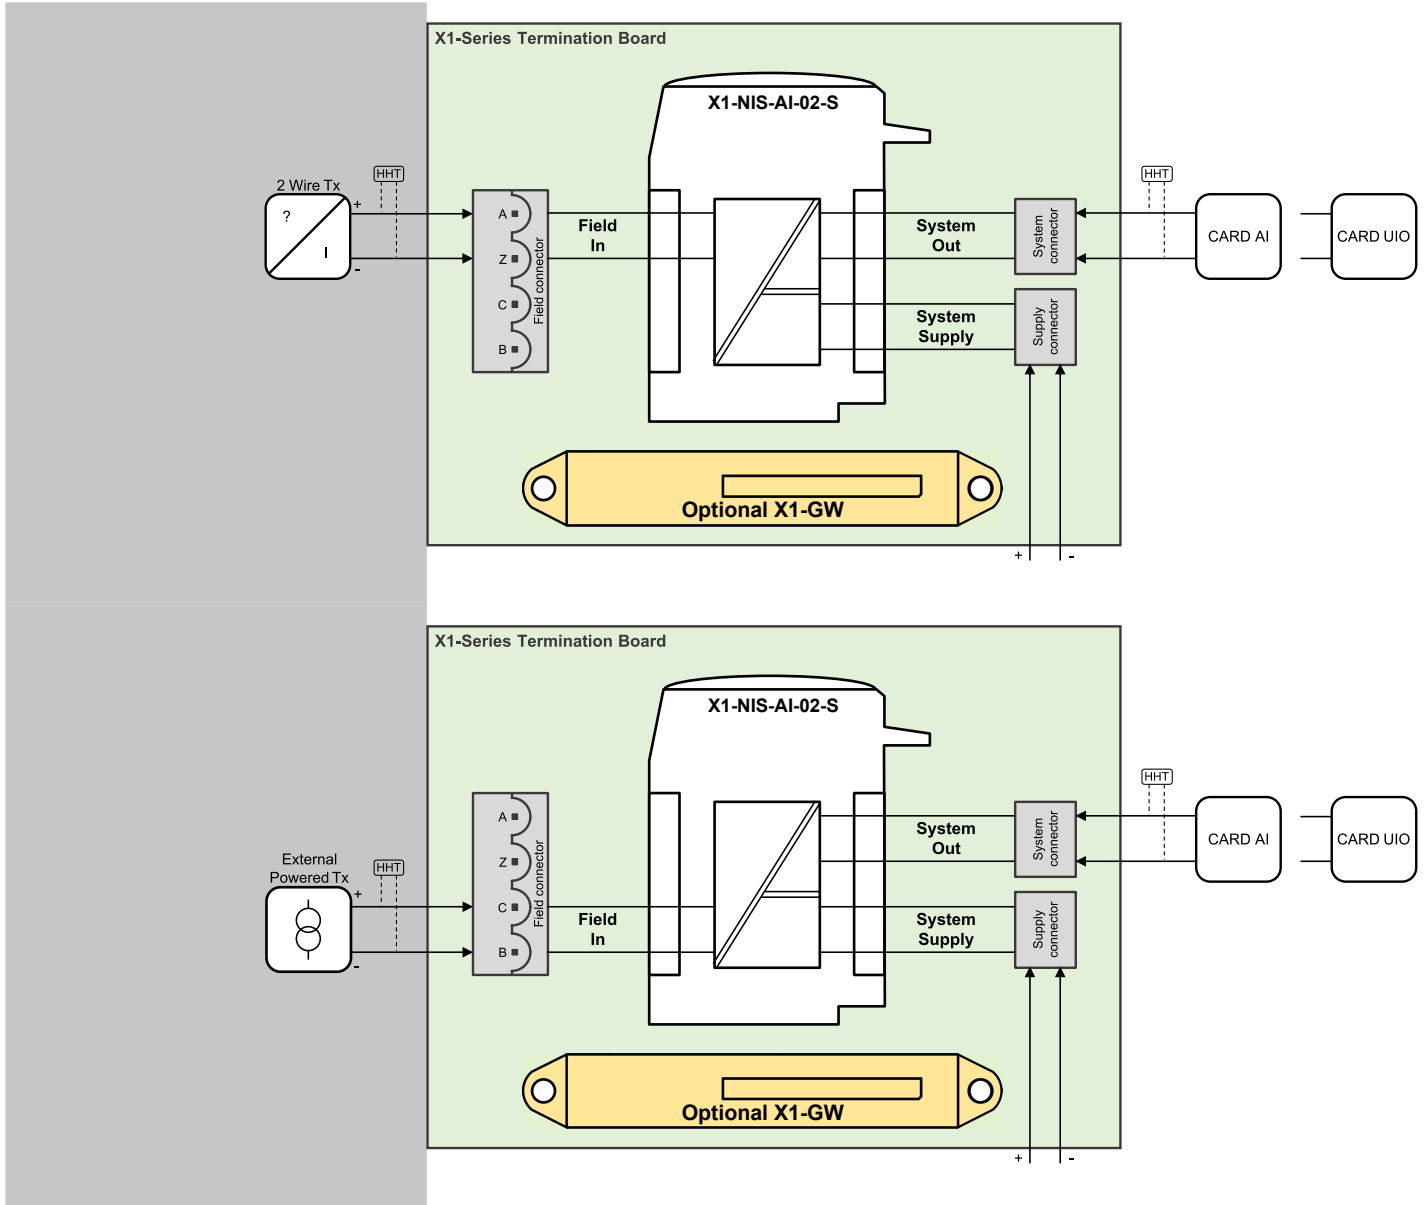 X1-Series Termination Board
X1-NIS-AI-02-S
HHT
2 Wire Tx
+
?
I
-
A
Z
C
B
Field connector
Field
In
System
Out
System
Supply
System
connector
Supply
connector
HHT
CARD AI
CARD UIO
Optional X1-GW
+
-
X1-Series Termination Board
X1-NIS-AI-02-S
External
Powered Tx
HHT
+
-
A
Z
C
B
Field connector
Field
In
System
Out
System
Supply
System
connector
Supply
connector
HHT
CARD AI
CARD UIO
Optional X1-GW
+
-